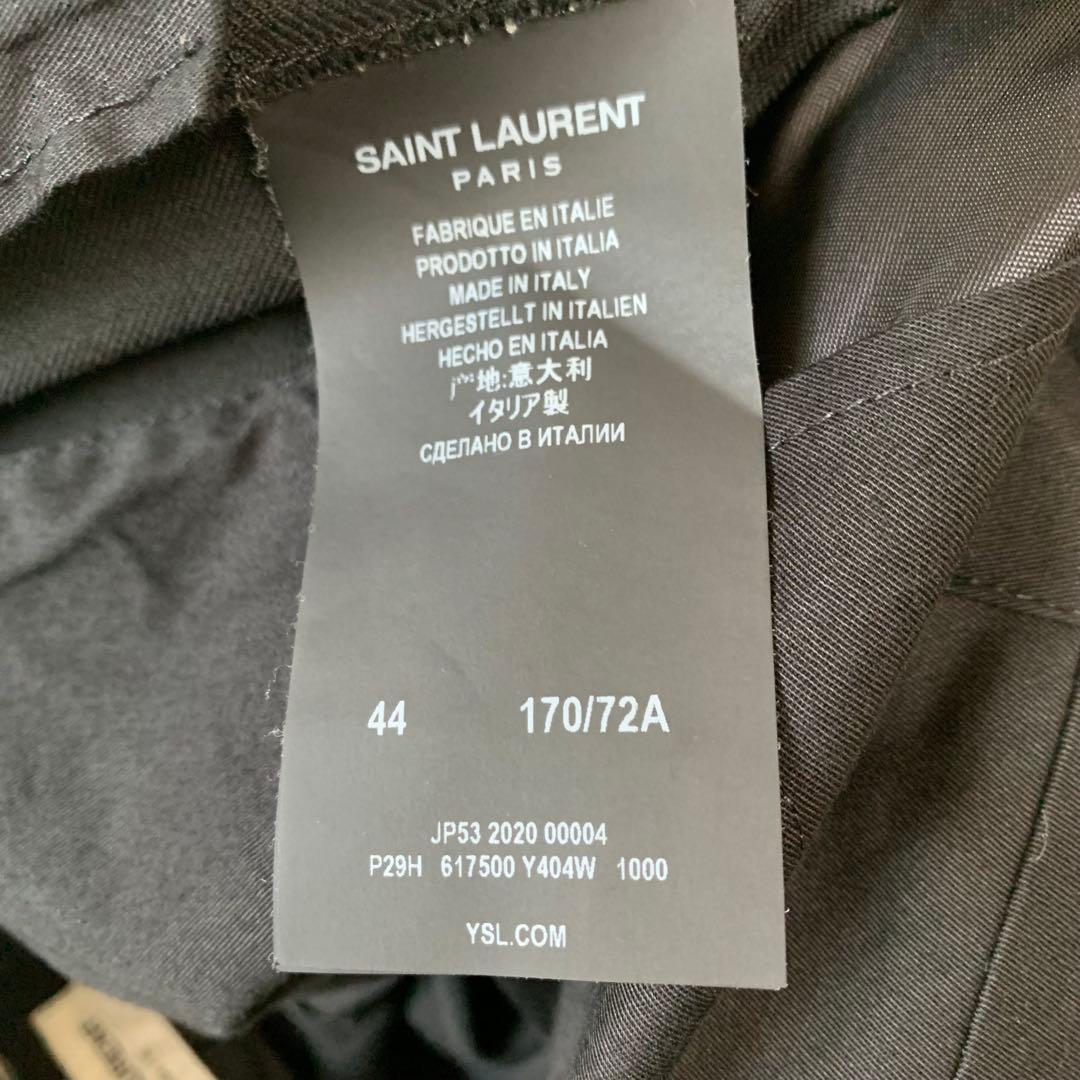 SAINT LAURENT
PARIS
FABRIQUE EN ITALIE
PRODOTTO IN ITALIA
MADE IN ITALY
HERGESTELLT IN ITALIEN
HECHO EN ITALIA
产地:意大利
イタリア製
СДЕЛАНО В ИТАЛИИ
44 170/72A
JP53 2020 00004
P29H 617500 Y404W 1000
YSL.COM